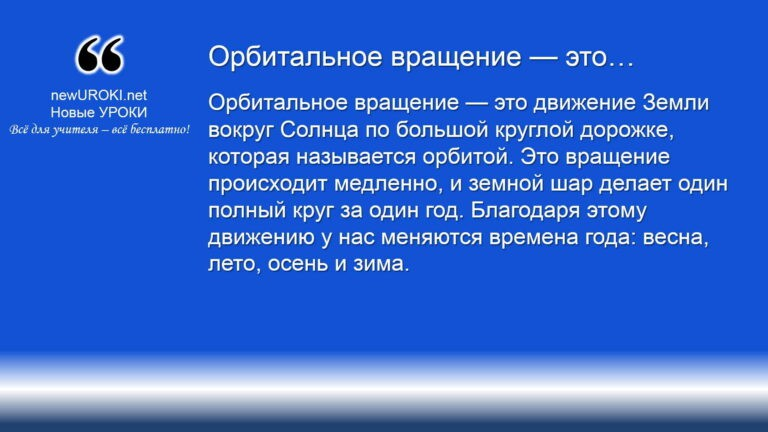 newUROKI.net
Новые УРОКИ
Всё для учителя – всё бесплатно!
Орбитальное вращение — это…
Орбитальное вращение — это движение Земли
вокруг Солнца по большой круглой дорожке,
которая называется орбитой. Это вращение
происходит медленно, и земной шар делает один
полный круг за один год. Благодаря этому
движению у нас меняются времена года: весна,
лето, осень и зима.